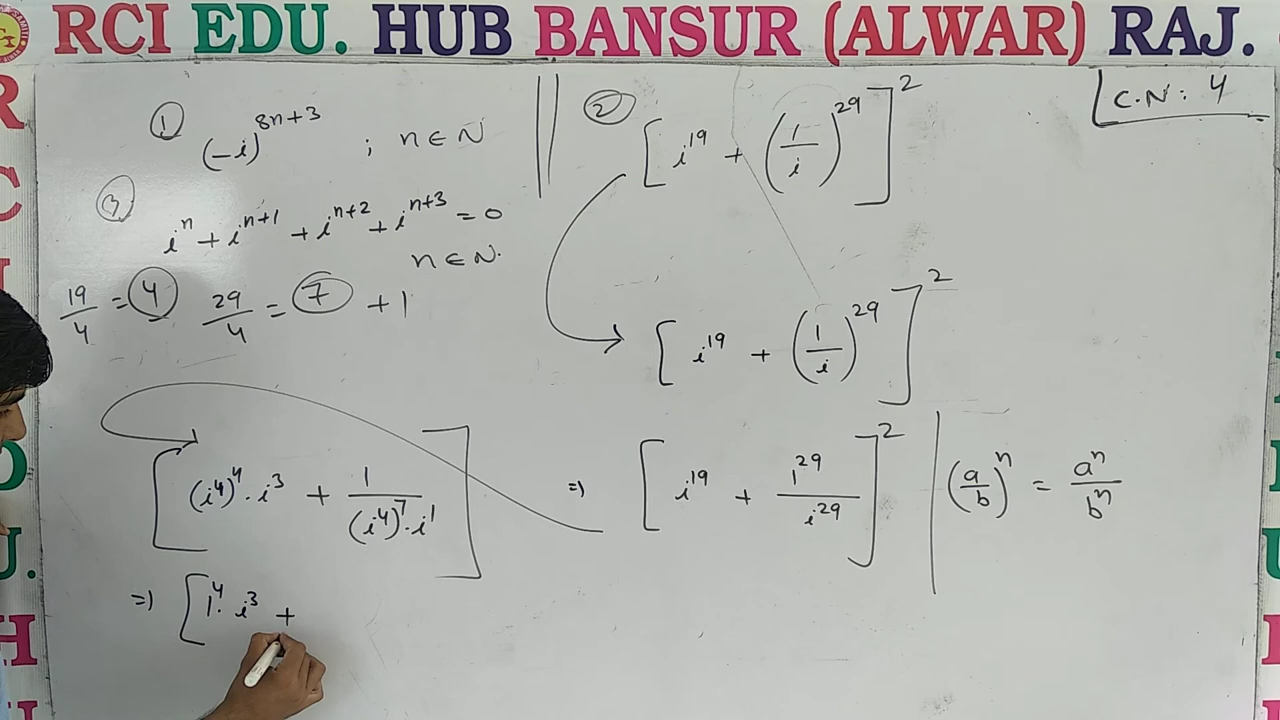 RCI EDU. HUB BANSUR (ALWAR) RAJ.
C.N: 4
① (-i)^{8n+3} ; n ∈ N
③ i^n + i^{n+1} + i^{n+2} + i^{n+3} = 0
n ∈ N.
19/4 = 4 29/4 = 7 + 1
② [i^{19} + (1/i)^{29}]^2
[i^{19} + (1/i)^{29}]^2
⇒ [i^{19} + 1^{29}/i^{29}]^2
(a/b)^n = a^n/b^n
[(i^4)^4 · i^3 + 1/((i^4)^7 · i^1)]
⇒ [1^4 · i^3 +